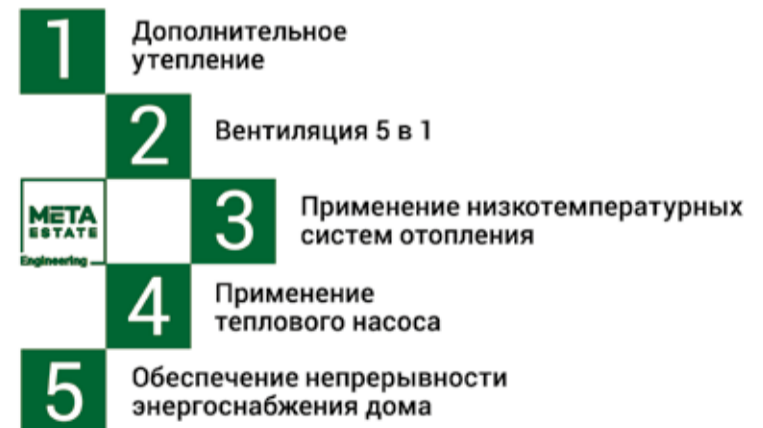 1
Дополнительное
утепление
2
Вентиляция 5 в 1
META
ESTATE
Engineering
3
Применение низкотемпературных
систем отопления
4
Применение
теплового насоса
5
Обеспечение непрерывности
энергоснабжения дома